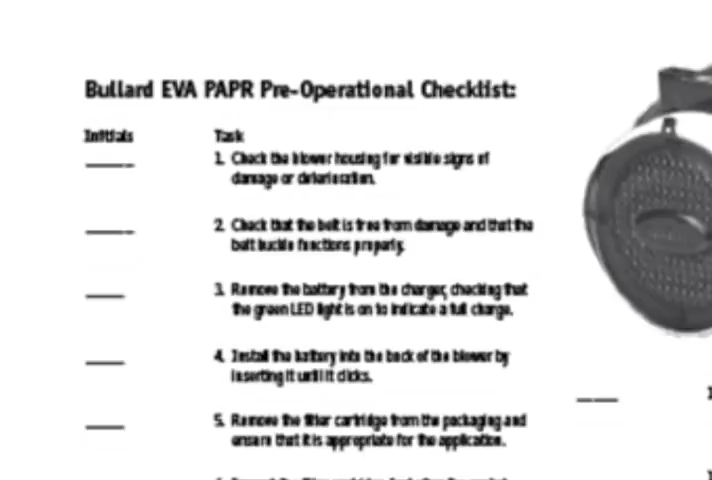 Bullard EVA PAPR Pre-Operational Checklist:
Initials Task
1. Check the blower housing for visible signs of
damage or deterioration.
2. Check that the belt is free from damage and that the
belt buckle functions properly.
3. Remove the battery from the charger, checking that
the green LED light is on to indicate a full charge.
4. Install the battery into the back of the blower by
inserting it until it clicks.
5. Remove the filter cartridge from the packaging and
ensure that it is appropriate for the application.